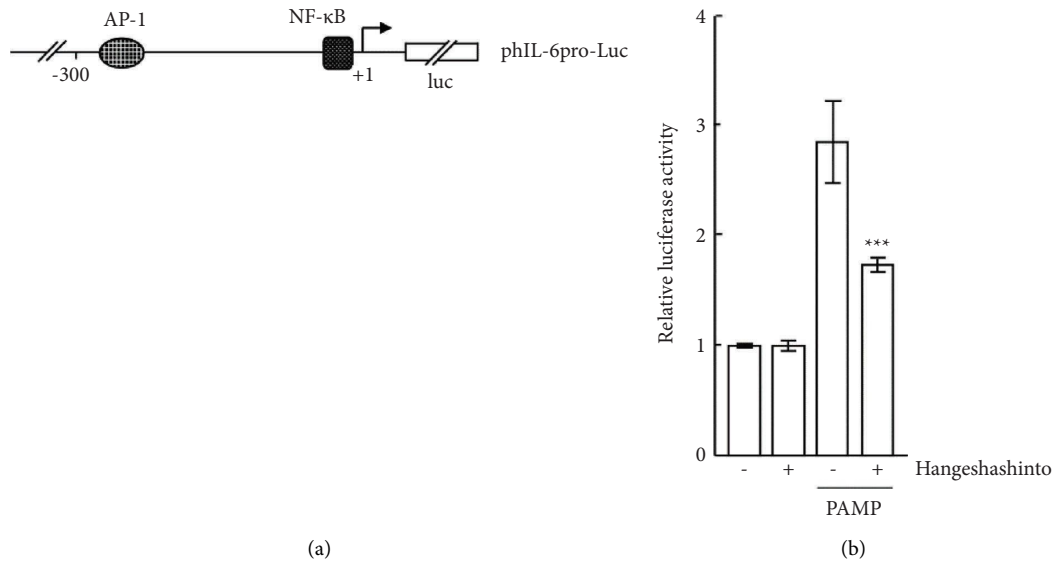 AP-1
NF-κB
phIL-6pro-Luc
-300
+1
luc
(a)
Relative luciferase activity
4
3
2
1
0
***
- + - + Hangeshashinto
PAMP
(b)